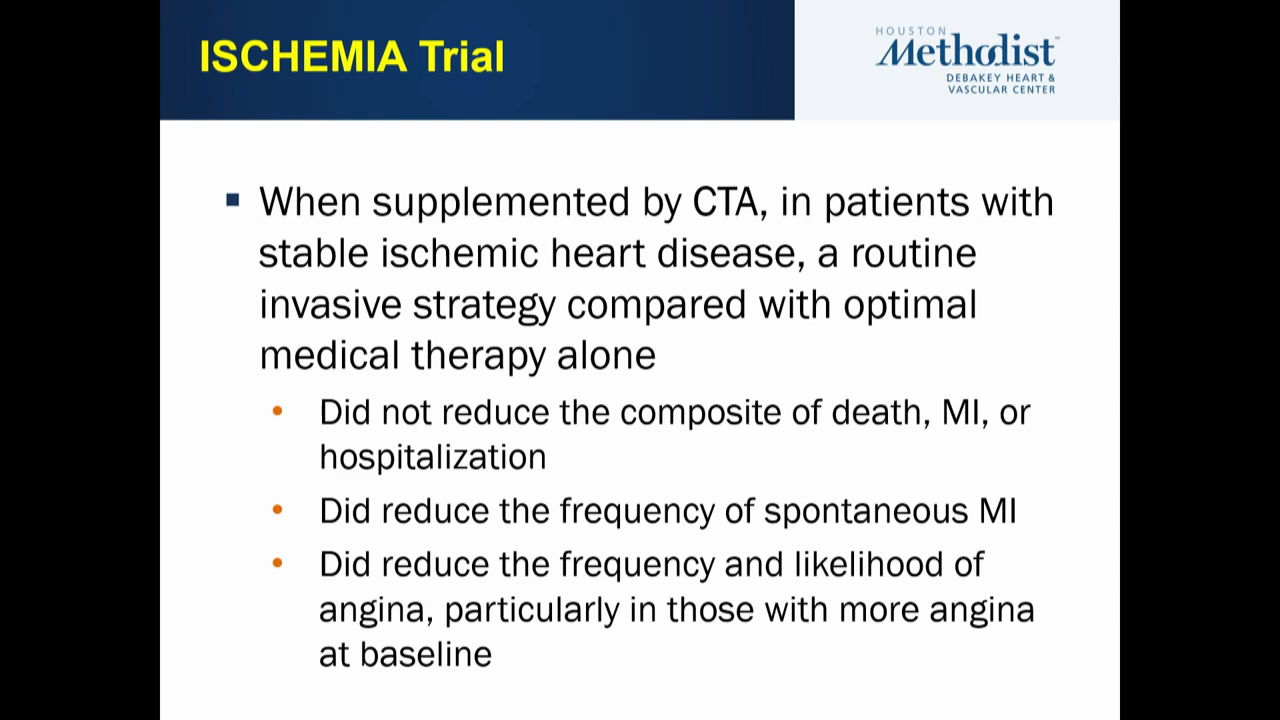 ISCHEMIA Trial
HOUSTON
Methodist
DEBAKEY HEART &
VASCULAR CENTER
When supplemented by CTA, in patients with
stable ischemic heart disease, a routine
invasive strategy compared with optimal
medical therapy alone
Did not reduce the composite of death, MI, or
hospitalization
Did reduce the frequency of spontaneous MI
Did reduce the frequency and likelihood of
angina, particularly in those with more angina
at baseline